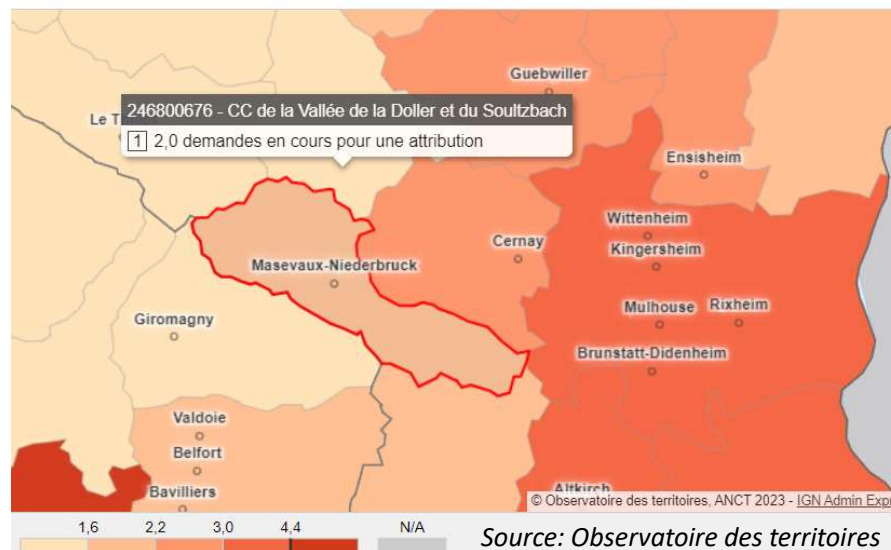 Guebwiller
246800676 - CC de la Vallée de la Doller et du Soultzbach
Le T
1 2,0 demandes en cours pour une attribution
Ensisheim
Wittenheim
Cernay
Kingersheim
Masevaux-Niederbruck
Mulhouse
Rixheim
Giromagny
Brunstatt-Didenheim
Valdoie
Belfort
Bavilliers
Altkirch
© Observatoire des territoires, ANCT 2023 - IGN Admin Expr
1,6 2,2 3,0 4,4 N/A
Source: Observatoire des territoires